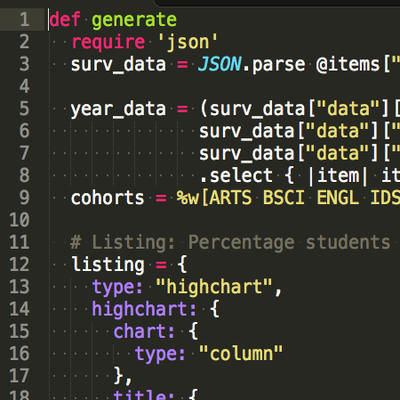 1 def generate
2 require 'json'
3 surv_data = JSON.parse @items["
4
5 year_data = (surv_data["data"][
6 surv_data["data"]["
7 surv_data["data"]["
8 .select { |item| it
9 cohorts = %w[ARTS BSCI ENGL IDS
10
11 # Listing: Percentage students
12 listing = {
13 type: "highchart",
14 highchart: {
15 chart: {
16 type: "column"
17 },
18 title: {